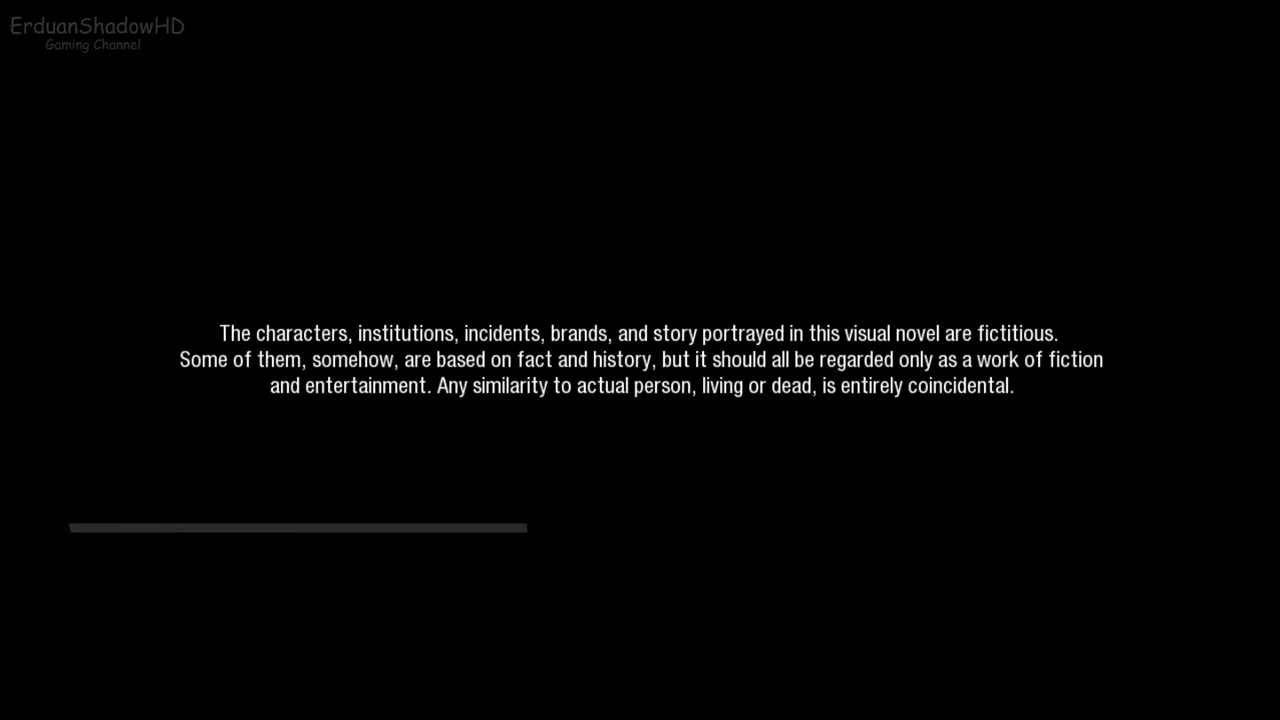 ErduanShadowHD
Gaming Channel
The characters, institutions, incidents, brands, and story portrayed in this visual novel are fictitious.
Some of them, somehow, are based on fact and history, but it should all be regarded only as a work of fiction
and entertainment. Any similarity to actual person, living or dead, is entirely coincidental.